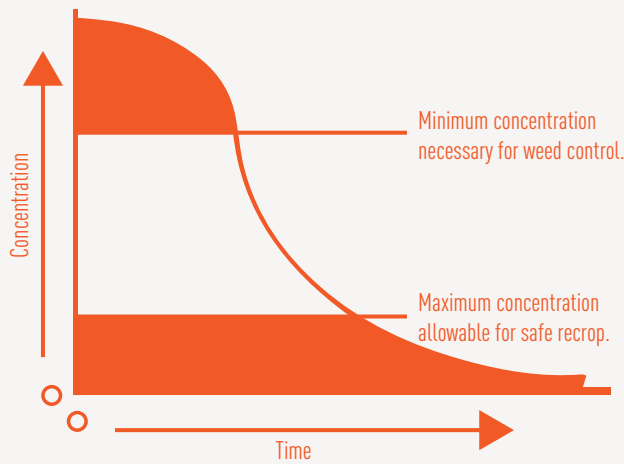 Minimum concentration
necessary for weed control.
Concentration
Maximum concentration
allowable for safe recrop.
Time